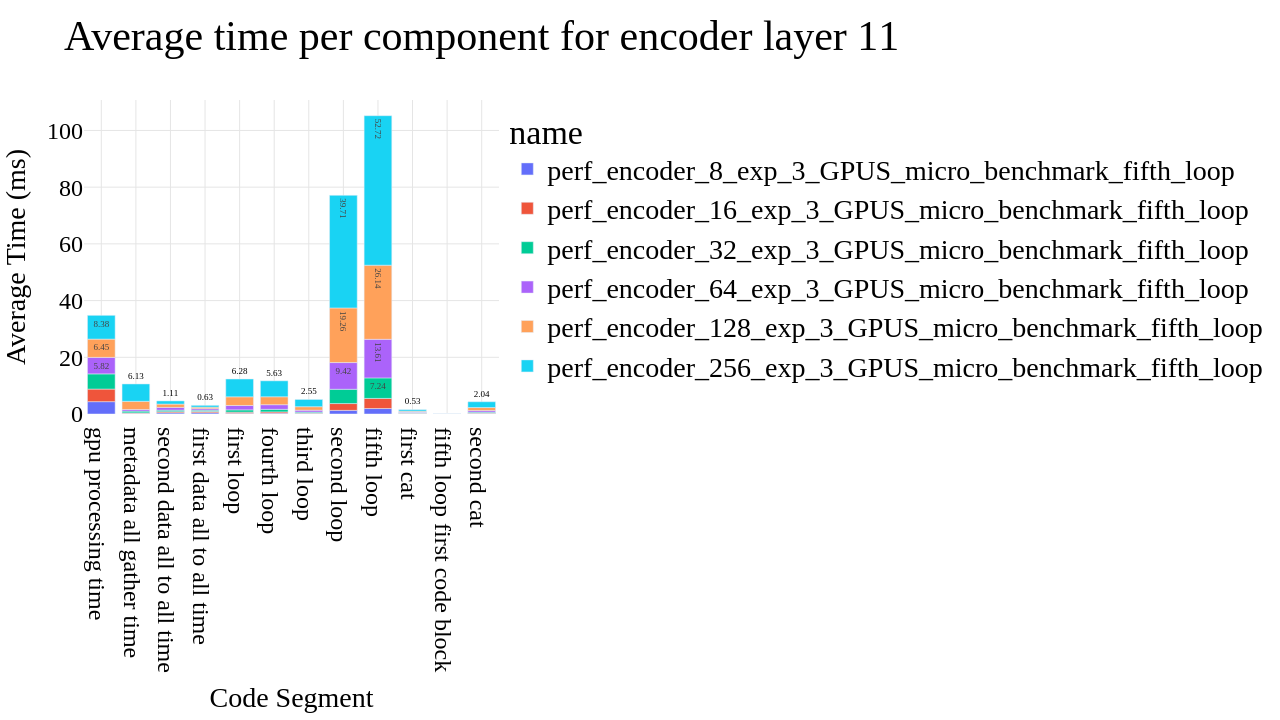 Average time per component for encoder layer 11
Average Time (ms)
100
80
60
40
20
0
8.38
6.45
5.82
6.13
1.11
0.63
6.28
5.63
2.55
39.71
19.26
9.42
52.72
26.14
13.61
7.24
0.53
2.04
gpu processing time
metadata all gather time
second data all to all time
first data all to all time
first loop
fourth loop
third loop
second loop
fifth loop
first cat
fifth loop first code block
second cat
Code Segment
name
perf_encoder_8_exp_3_GPUS_micro_benchmark_fifth_loop
perf_encoder_16_exp_3_GPUS_micro_benchmark_fifth_loop
perf_encoder_32_exp_3_GPUS_micro_benchmark_fifth_loop
perf_encoder_64_exp_3_GPUS_micro_benchmark_fifth_loop
perf_encoder_128_exp_3_GPUS_micro_benchmark_fifth_loop
perf_encoder_256_exp_3_GPUS_micro_benchmark_fifth_loop